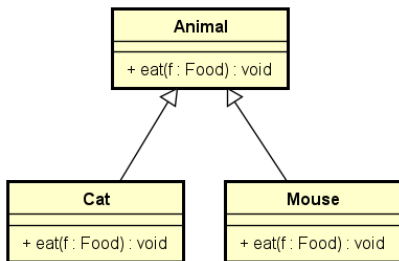 Animal
+ eat(f : Food) : void
Cat
+ eat(f : Food) : void
Mouse
+ eat(f : Food) : void